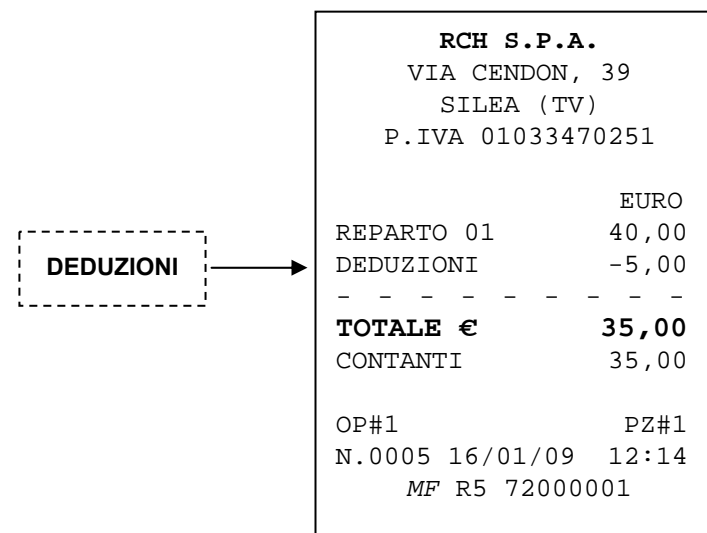 RCH S.P.A.
VIA CENDON, 39
SILEA (TV)
P.IVA 01033470251
EURO
REPARTO 01 40,00
DEDUZIONI
DEDUZIONI -5,00
- - - - - - - - -
TOTALE € 35,00
CONTANTI 35,00
OP#1 PZ#1
N.0005 16/01/09 12:14
MF R5 72000001